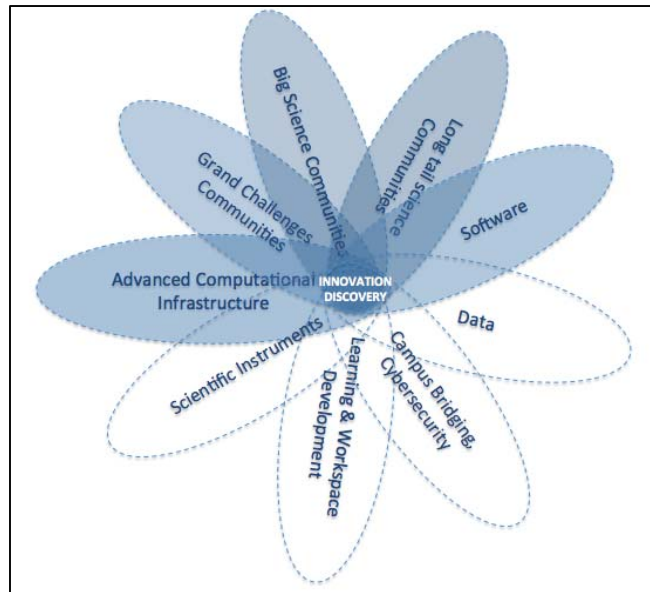 Big Science Communities
Long tail science
Communities
Grand Challenges
Communities
Software
Advanced Computational
Infrastructure
INNOVATION
DISCOVERY
Data
Scientific Instruments
Campus Bridging,
Cybersecurity
Learning & Workspace
Development